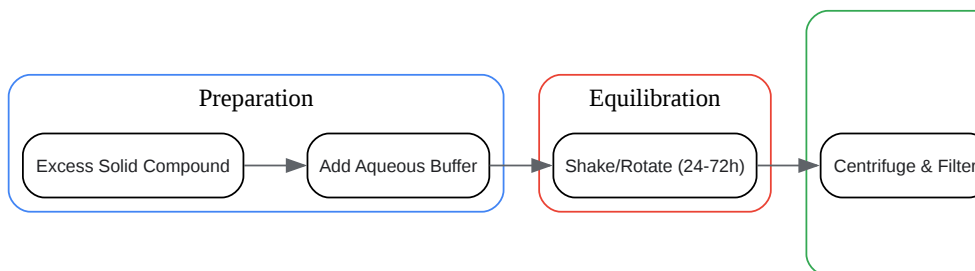 Preparation
Equilibration
Excess Solid Compound
Add Aqueous Buffer
Shake/Rotate (24-72h)
Centrifuge & Filter